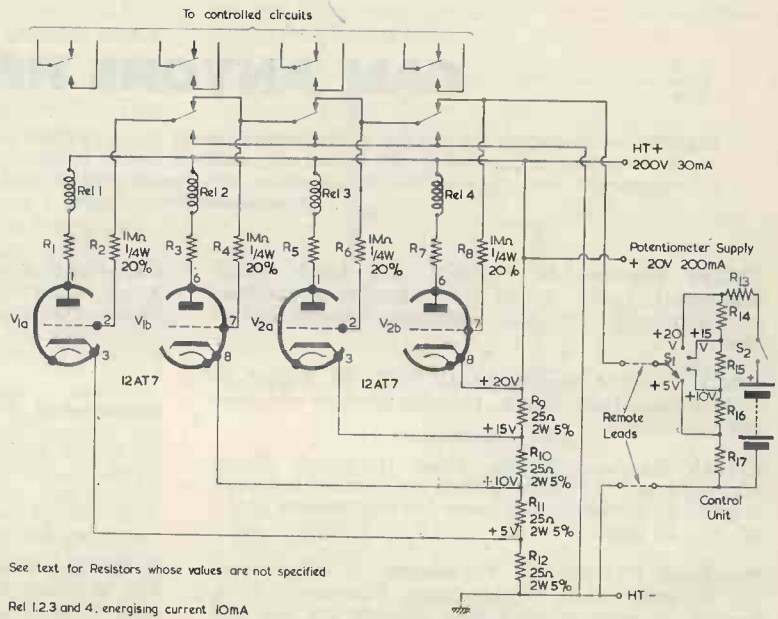 To controlled circuits
HT+
200V 30mA
Rel 1
Rel 2
Rel 3
Rel 4
R1
R2
1MΩ
1/4W
20%
R3
R4
1MΩ
1/4W
20%
R5
R6
1MΩ
1/4W
20%
R7
R8
1MΩ
1/4W
20%
Potentiometer Supply
+ 20V 200mA
R13
R14
1
6
1
6
V1a
2
V1b
7
V2a
2
V2b
7
3
8
3
8
12AT7
12AT7
+20
V
+15
V
S1
S2
R15
+5V
+10V
R16
R17
+
Remote
Leads
Control
Unit
+20V
R9
25Ω
2W 5%
+15V
R10
25Ω
2W 5%
+10V
R11
25Ω
2W 5%
+5V
R12
25Ω
2W 5%
HT-
See text for Resistors whose values are not specified
Rel 1.2.3 and 4, energising current 10mA